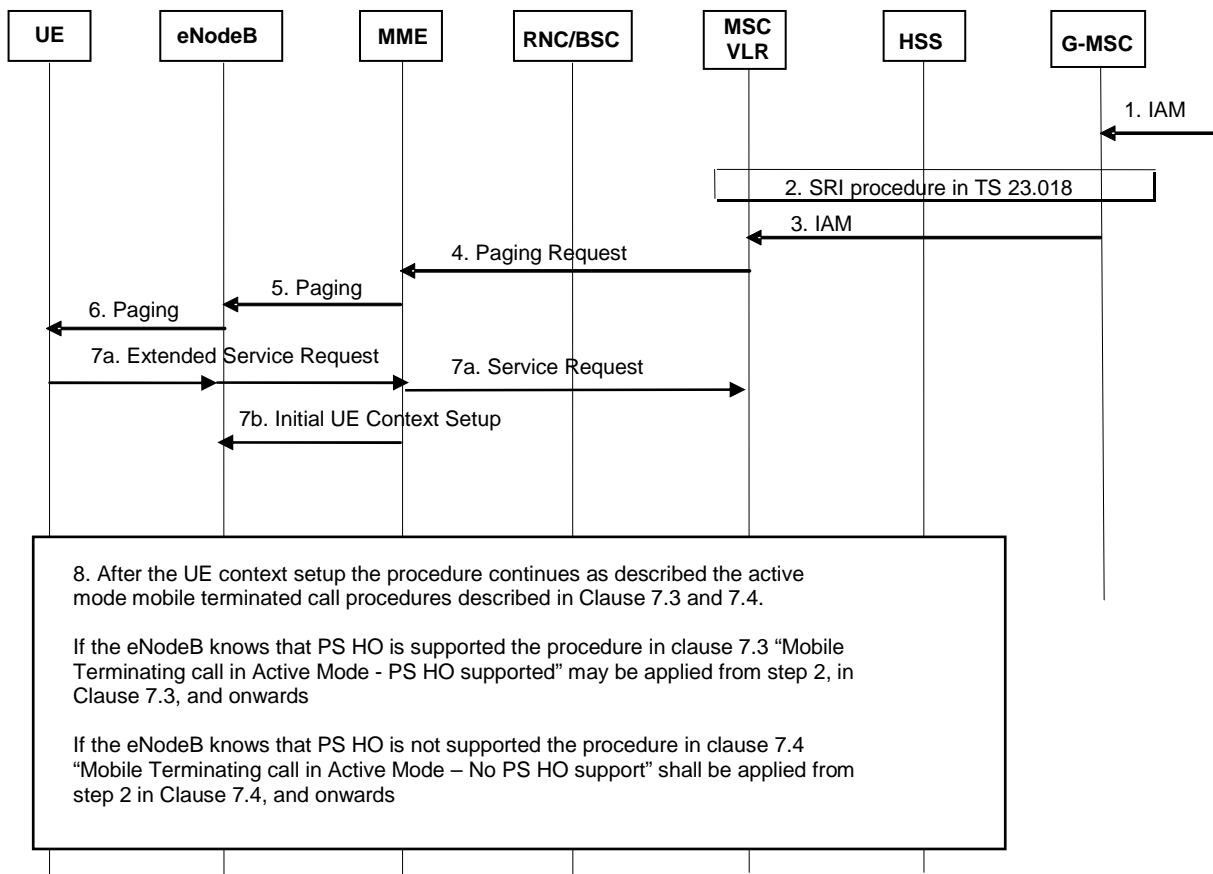 UE
eNodeB
MME
RNC/BSC
MSC
VLR
HSS
G-MSC
1. IAM
2. SRI procedure in TS 23.018
3. IAM
4. Paging Request
5. Paging
6. Paging
7a. Extended Service Request
7a. Service Request
7b. Initial UE Context Setup
8. After the UE context setup the procedure continues as described the active
mode mobile terminated call procedures described in Clause 7.3 and 7.4.
If the eNodeB knows that PS HO is supported the procedure in clause 7.3 “Mobile
Terminating call in Active Mode - PS HO supported” may be applied from step 2, in
Clause 7.3, and onwards
If the eNodeB knows that PS HO is not supported the procedure in clause 7.4
“Mobile Terminating call in Active Mode – No PS HO support” shall be applied from
step 2 in Clause 7.4, and onwards